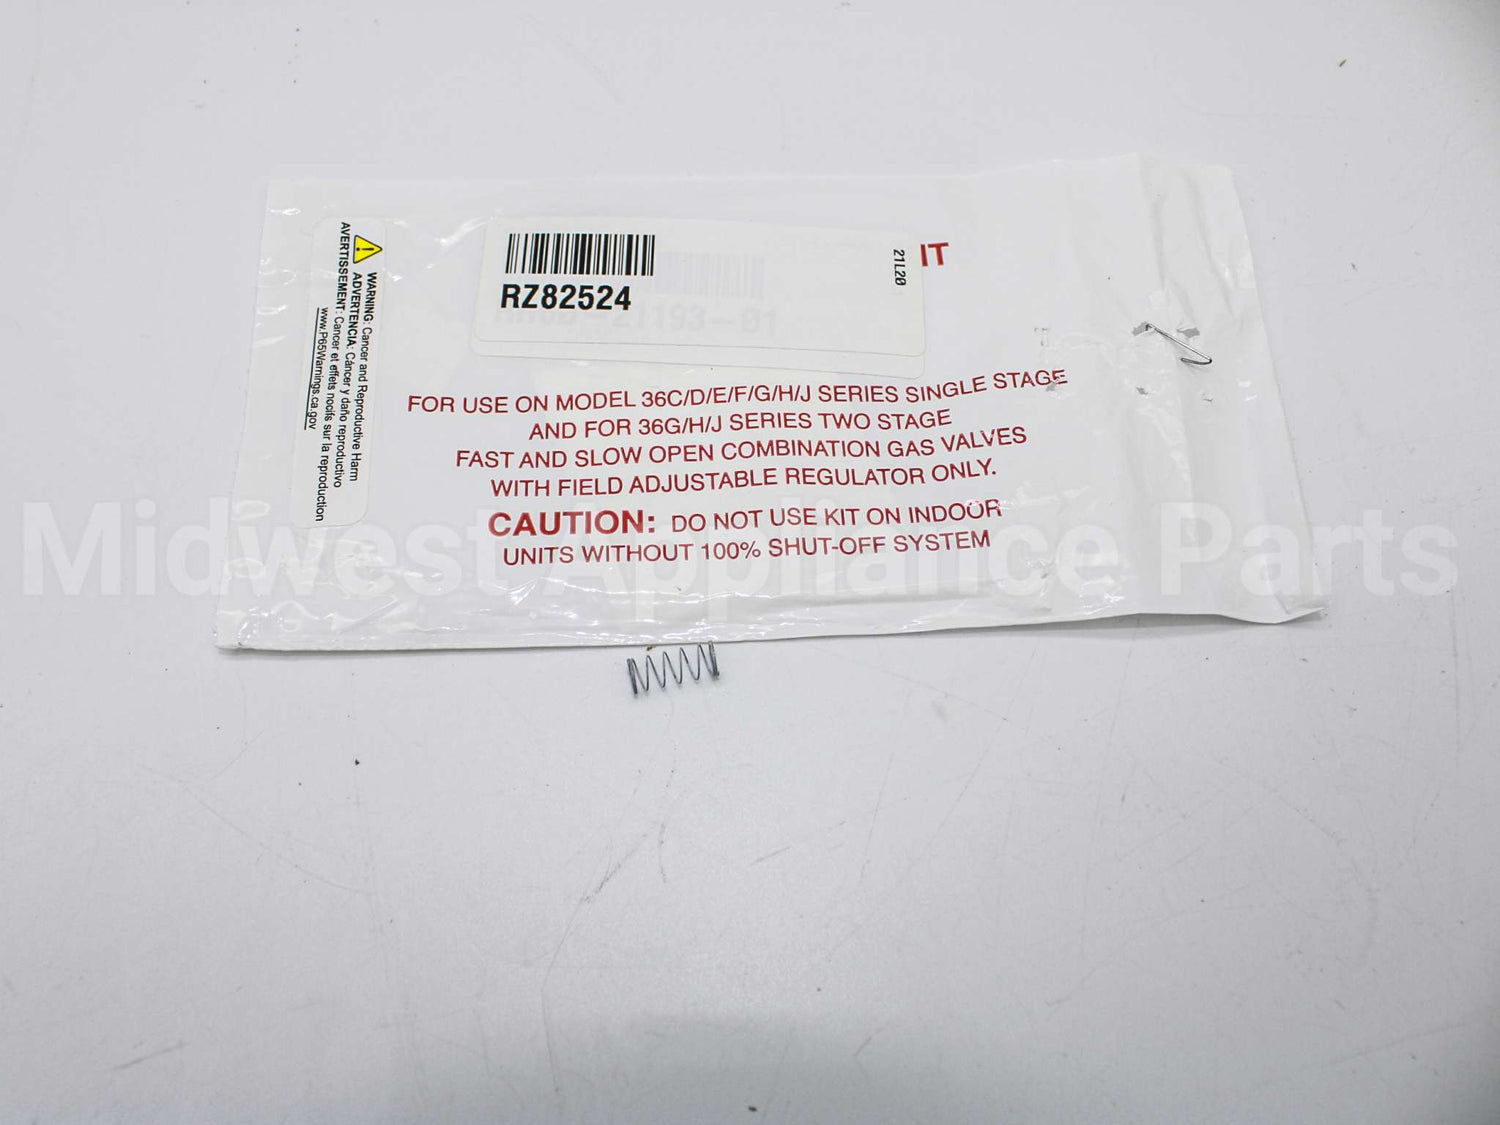 WARNING: Cancer and Reproductive Harm
ADVERTENCIA: Cáncer y daño reproductivo
AVERTISSEMENT: Cancer et effets nocifs sur la reproduction
www.P65Warnings.ca.gov
RZ82524
21L20
IT
21193-01
FOR USE ON MODEL 36C/D/E/F/G/H/J SERIES SINGLE STAGE
AND FOR 36G/H/J SERIES TWO STAGE
FAST AND SLOW OPEN COMBINATION GAS VALVES
WITH FIELD ADJUSTABLE REGULATOR ONLY.
CAUTION: DO NOT USE KIT ON INDOOR
UNITS WITHOUT 100% SHUT-OFF SYSTEM
Midwest Appliance Parts